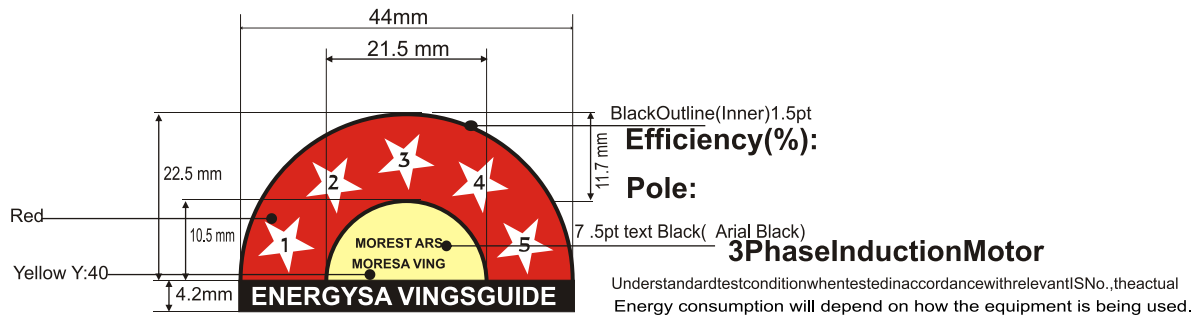 44mm
21.5 mm
BlackOutline(Inner)1.5pt
Efficiency(%):
Pole:
22.5 mm
11.7 mm
10.5 mm
4.2mm
1
2
3
4
5
Red
Yellow Y:40
MOREST ARS
MORESA VING
7 .5pt text Black( Arial Black)
3PhaseInductionMotor
ENERGYSA VINGSGUIDE
UnderstandardtestconditionwhentestedinaccordancewithrelevantISNo.,theactual
Energy consumption will depend on how the equipment is being used.